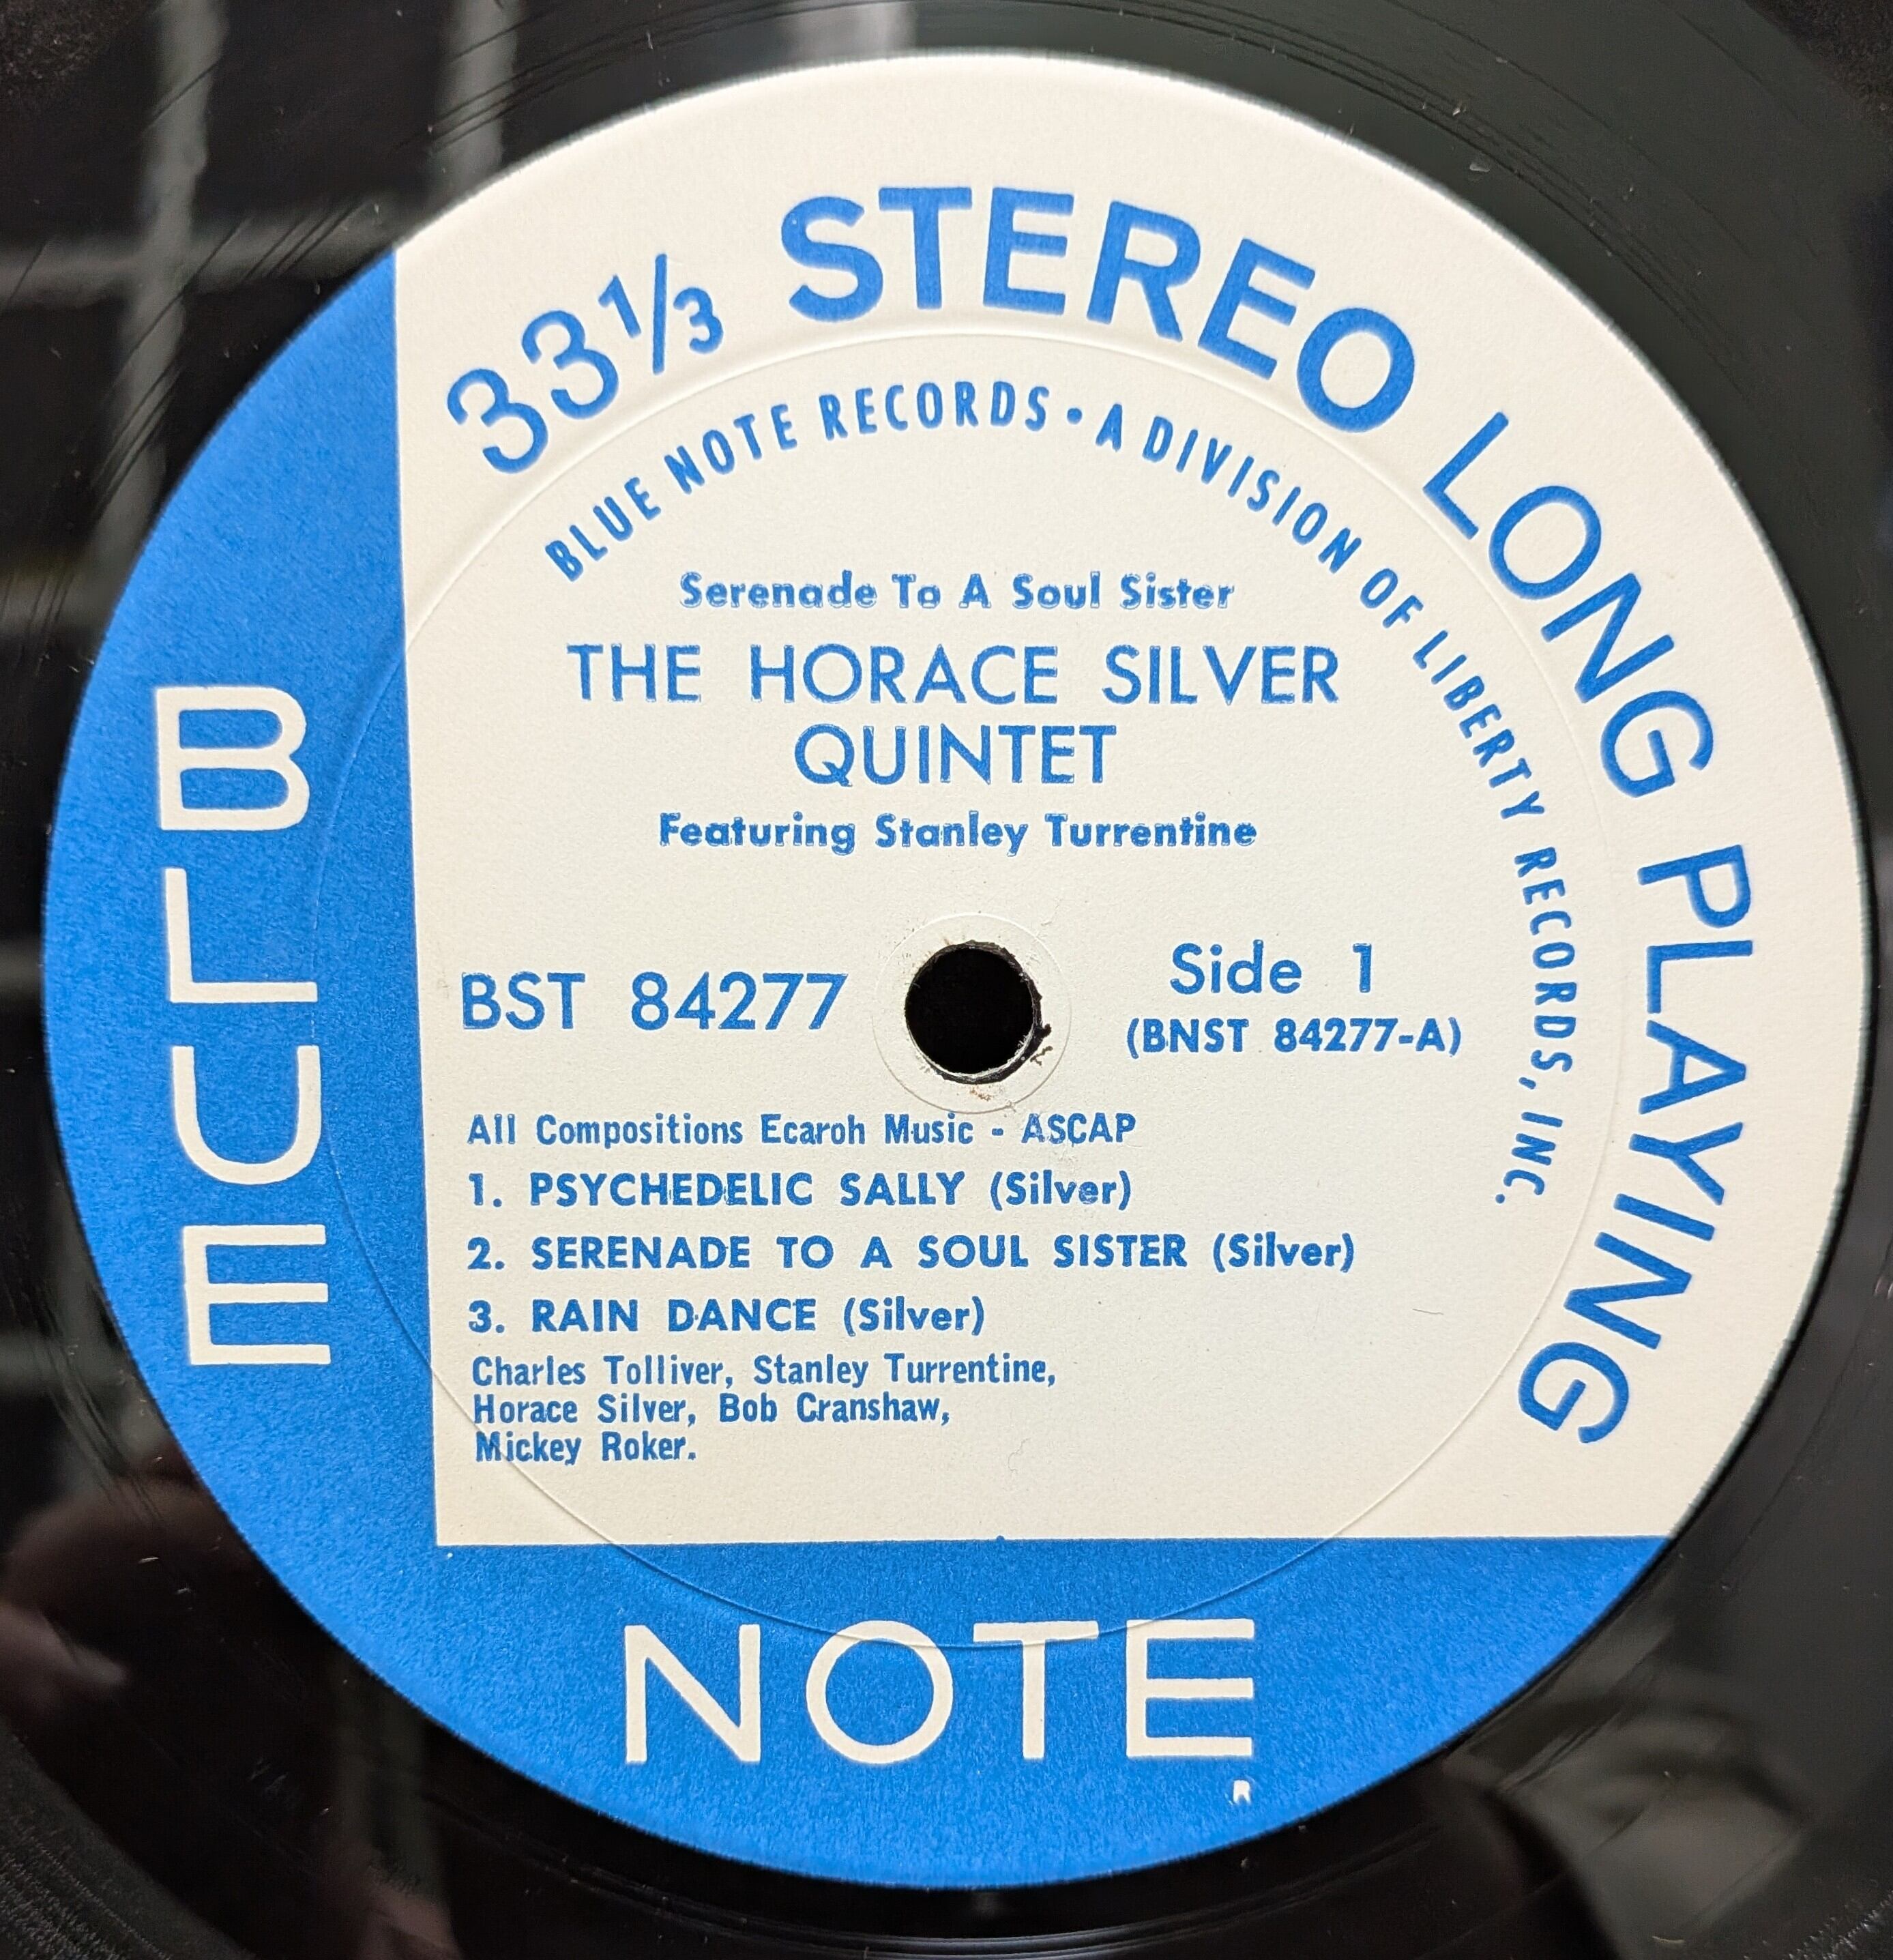 33⅓ STEREO LONG PLAYING
BLUE NOTE RECORDS • A DIVISION OF LIBERTY RECORDS, INC.
Serenade To A Soul Sister
THE HORACE SILVER
QUINTET
Featuring Stanley Turrentine
BST 84277
Side 1
(BNST 84277-A)
All Compositions Ecaroh Music - ASCAP
1. PSYCHEDELIC SALLY (Silver)
2. SERENADE TO A SOUL SISTER (Silver)
3. RAIN DANCE (Silver)
Charles Tolliver, Stanley Turrentine,
Horace Silver, Bob Cranshaw,
Mickey Roker.
BLUE
NOTE
R